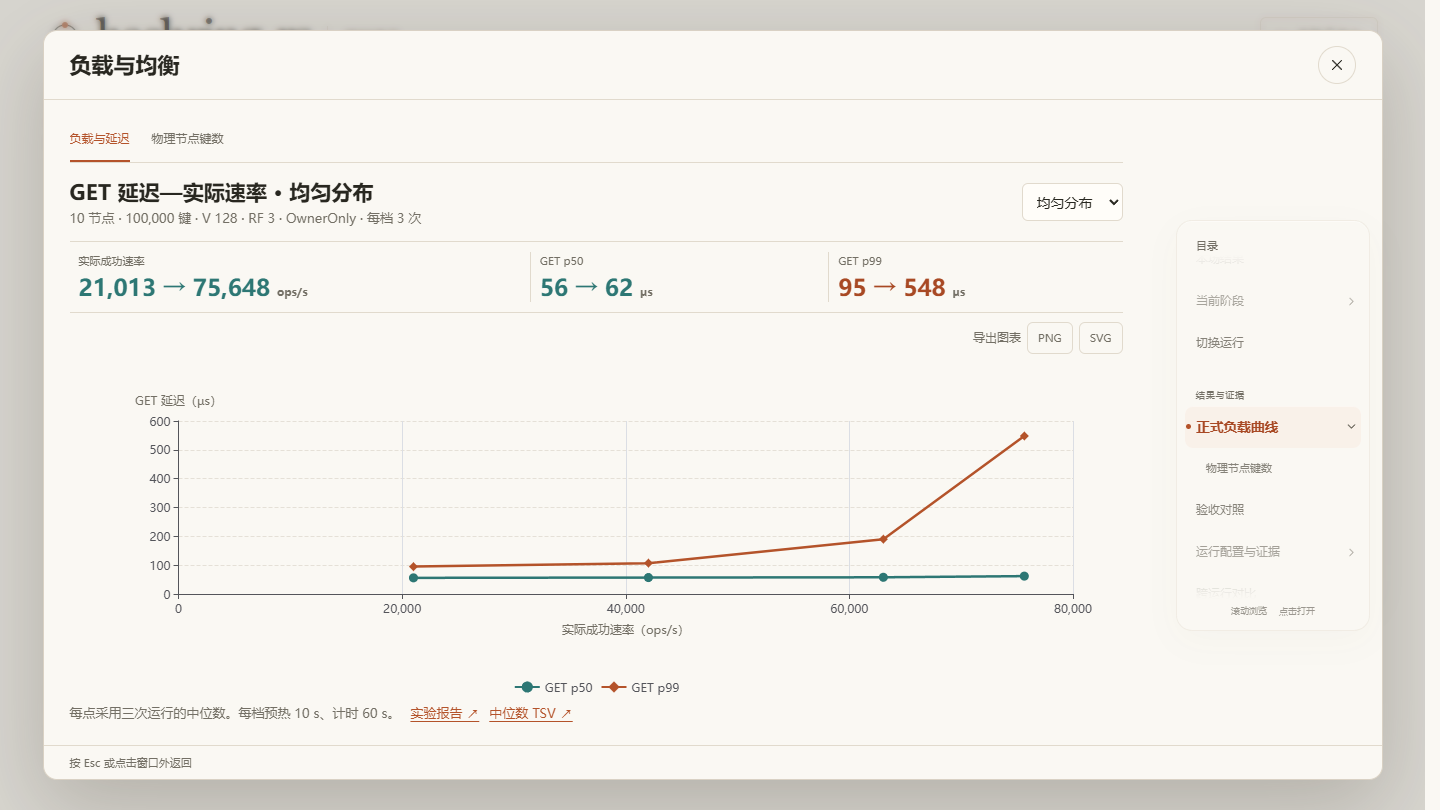 负载与均衡
负载与延迟
物理节点键数
GET 延迟—实际速率 • 均匀分布
10 节点 · 100,000 键 · V 128 · RF 3 · OwnerOnly · 每档 3 次
均匀分布
实际成功速率
21,013 → 75,648 ops/s
GET p50
56 → 62 μs
GET p99
95 → 548 μs
导出图表
PNG
SVG
GET 延迟（μs）
600
500
400
300
200
100
0
0
20,000
40,000
60,000
80,000
实际成功速率（ops/s）
GET p50
GET p99
每点采用三次运行的中位数。每档预热 10 s、计时 60 s。 实验报告 ↗ 中位数 TSV ↗
按 Esc 或点击窗口外返回
目录
当前阶段
切换运行
结果与证据
正式负载曲线
物理节点键数
验收对照
运行配置与证据
滚动浏览 点击打开